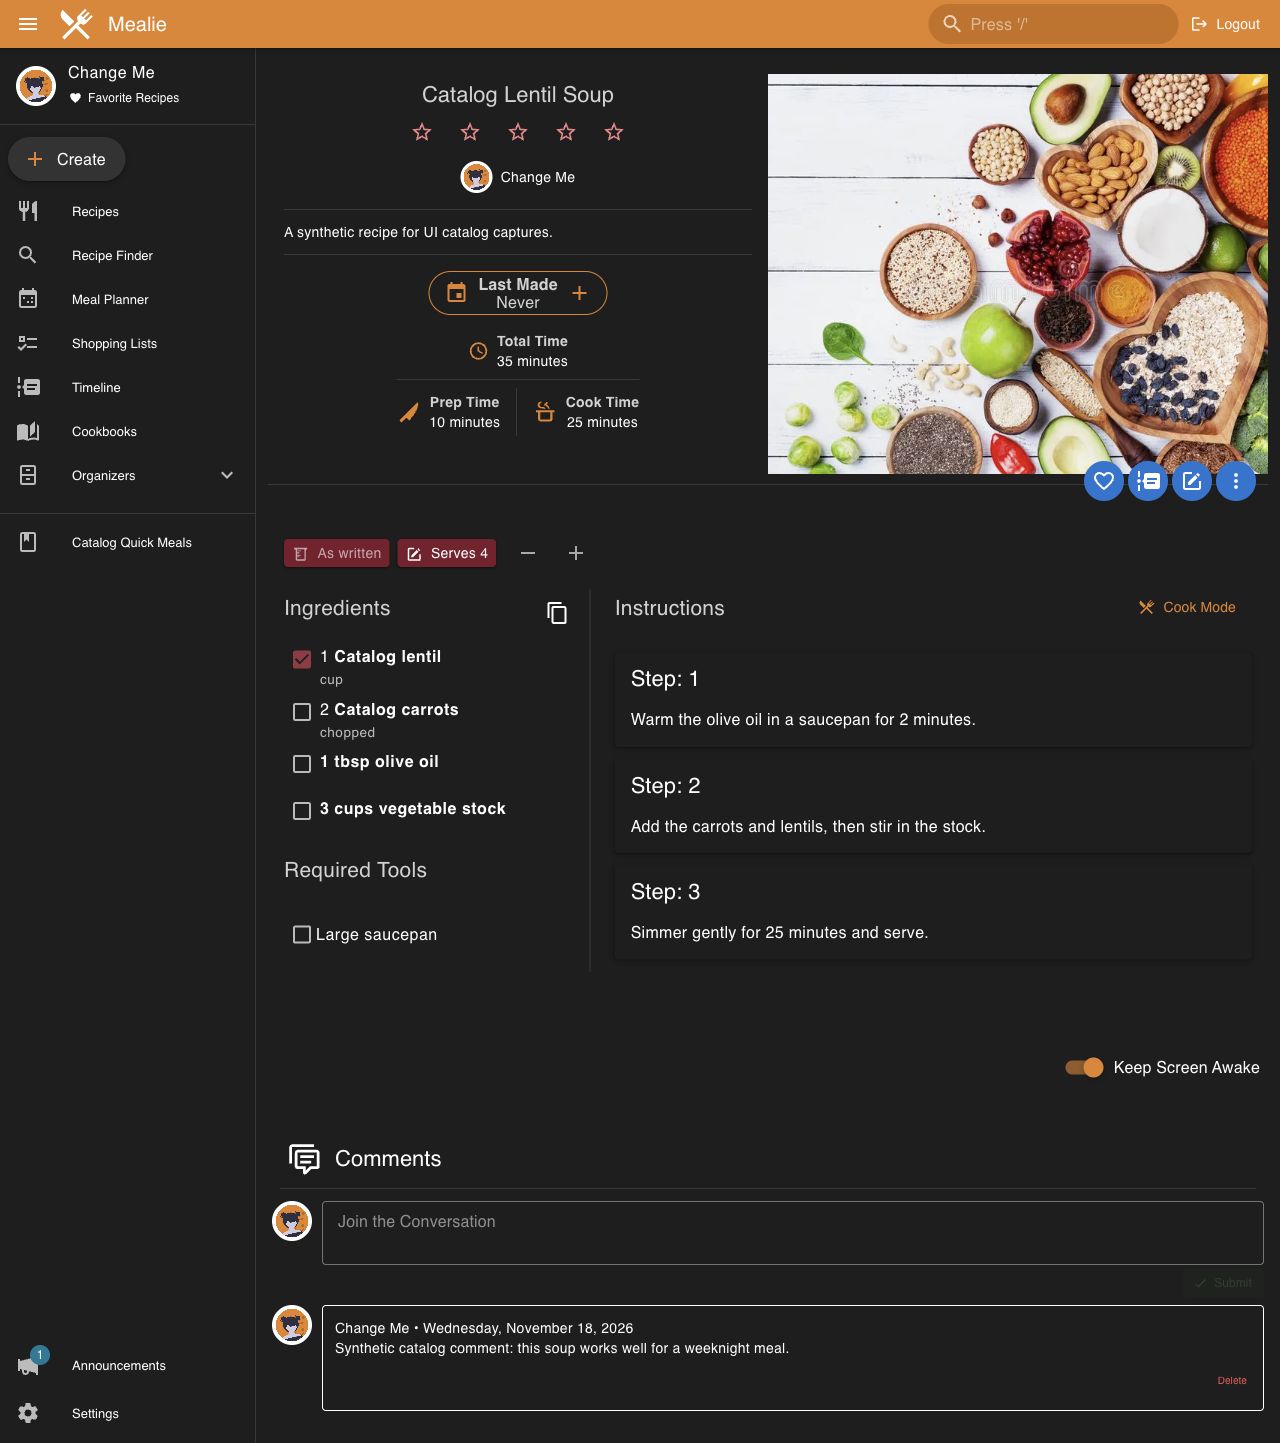 Mealie
Press '/'
Logout
Change Me
Favorite Recipes
Create
Recipes
Recipe Finder
Meal Planner
Shopping Lists
Timeline
Cookbooks
Organizers
Catalog Quick Meals
Announcements
1
Settings
Catalog Lentil Soup
Change Me
A synthetic recipe for UI catalog captures.
Last Made
Never
Total Time
35 minutes
Prep Time
10 minutes
Cook Time
25 minutes
As written
Serves 4
Ingredients
1 Catalog lentil
cup
2 Catalog carrots
chopped
1 tbsp olive oil
3 cups vegetable stock
Required Tools
Large saucepan
Instructions
Cook Mode
Step: 1
Warm the olive oil in a saucepan for 2 minutes.
Step: 2
Add the carrots and lentils, then stir in the stock.
Step: 3
Simmer gently for 25 minutes and serve.
Keep Screen Awake
Comments
Join the Conversation
Submit
Change Me • Wednesday, November 18, 2026
Synthetic catalog comment: this soup works well for a weeknight meal.
Delete